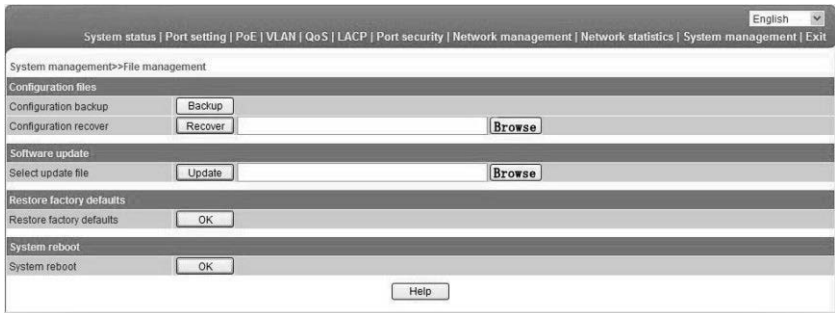 English
System status | Port setting | PoE | VLAN | QoS | LACP | Port security | Network management | Network statistics | System management | Exit
System management>>File management
Configuration files
Configuration backup Backup
Configuration recover Recover Browse
Software update
Select update file Update Browse
Restore factory defaults
Restore factory defaults OK
System reboot
System reboot OK
Help